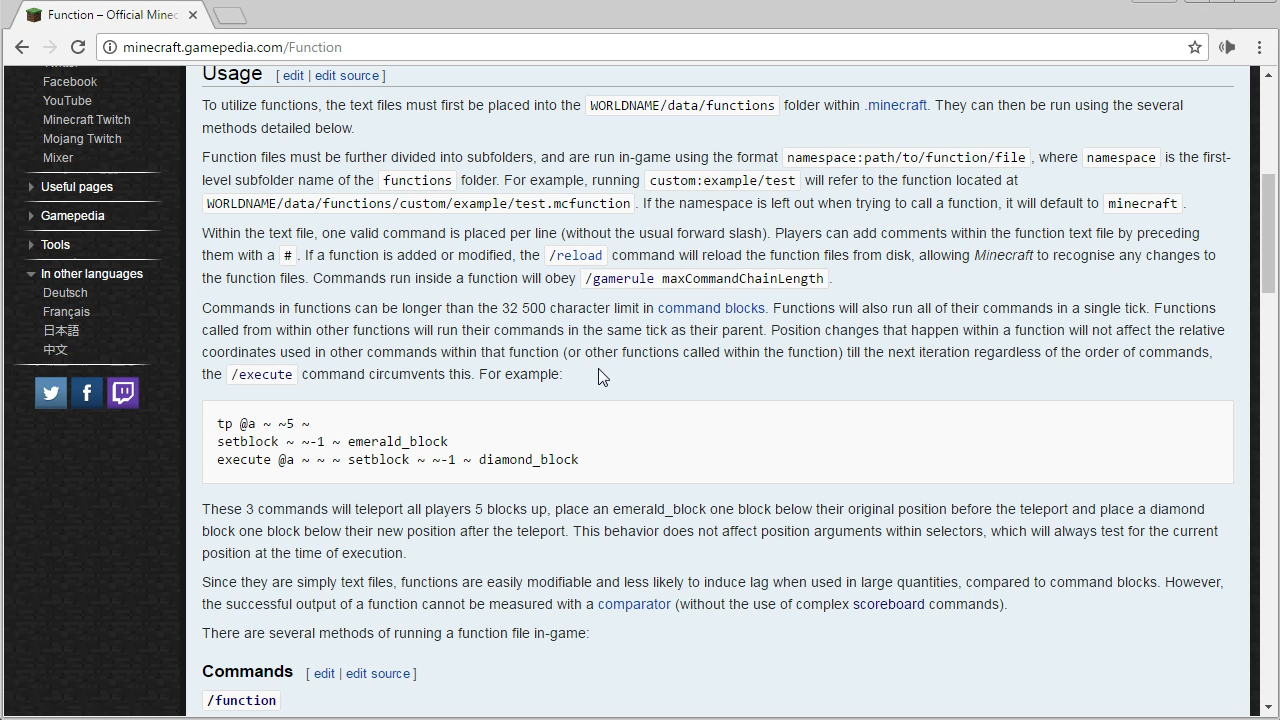 Function – Official Minec
minecraft.gamepedia.com/Function
Facebook
YouTube
Minecraft Twitch
Mojang Twitch
Mixer
Useful pages
Gamepedia
Tools
In other languages
Deutsch
Français
日本語
中文
Usage [ edit | edit source ]
To utilize functions, the text files must first be placed into the WORLDNAME/data/functions folder within .minecraft. They can then be run using the several
methods detailed below.
Function files must be further divided into subfolders, and are run in-game using the format namespace:path/to/function/file, where namespace is the first-
level subfolder name of the functions folder. For example, running custom:example/test will refer to the function located at
WORLDNAME/data/functions/custom/example/test.mcfunction. If the namespace is left out when trying to call a function, it will default to minecraft.
Within the text file, one valid command is placed per line (without the usual forward slash). Players can add comments within the function text file by preceding
them with a #. If a function is added or modified, the /reload command will reload the function files from disk, allowing Minecraft to recognise any changes to
the function files. Commands run inside a function will obey /gamerule maxCommandChainLength.
Commands in functions can be longer than the 32 500 character limit in command blocks. Functions will also run all of their commands in a single tick. Functions
called from within other functions will run their commands in the same tick as their parent. Position changes that happen within a function will not affect the relative
coordinates used in other commands within that function (or other functions called within the function) till the next iteration regardless of the order of commands,
the /execute command circumvents this. For example:
tp @a ~ ~5 ~
setblock ~ ~-1 ~ emerald_block
execute @a ~ ~ ~ setblock ~ ~-1 ~ diamond_block
These 3 commands will teleport all players 5 blocks up, place an emerald_block one block below their original position before the teleport and place a diamond
block one block below their new position after the teleport. This behavior does not affect position arguments within selectors, which will always test for the current
position at the time of execution.
Since they are simply text files, functions are easily modifiable and less likely to induce lag when used in large quantities, compared to command blocks. However,
the successful output of a function cannot be measured with a comparator (without the use of complex scoreboard commands).
There are several methods of running a function file in-game:
Commands [ edit | edit source ]
/function